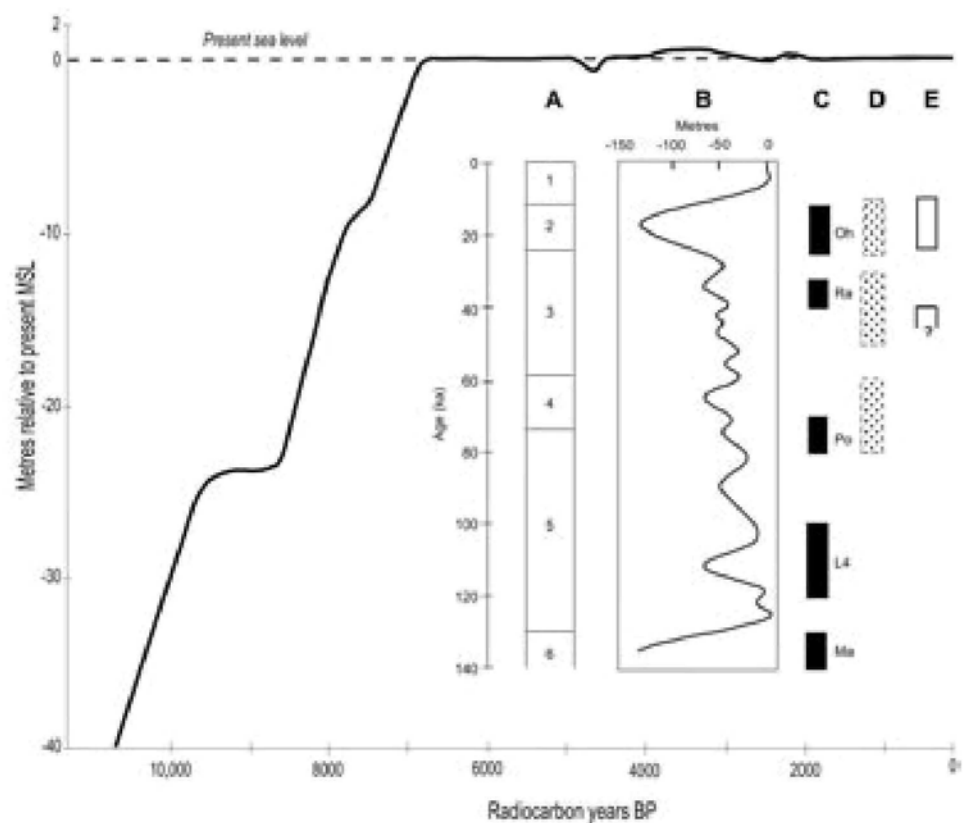 2
Present sea level
0
A B C D E
Metres
-150 -100 -50 0
0
1
2
Oh
20
-10
Ra
3
40
?
Metres relative to present MSL
60
Age (ka)
4
-20
Po
80
5
100
L4
-30
120
Ma
6
140
-40
10,000 8000 6000 4000 2000 0
Radiocarbon years BP